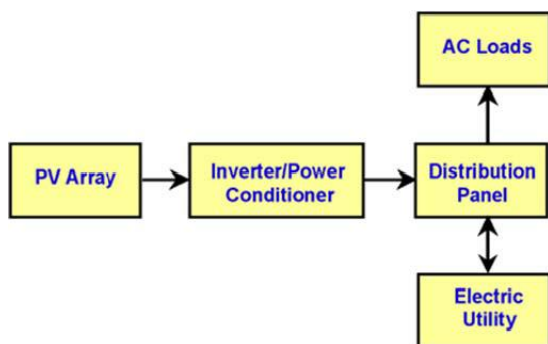 AC Loads
PV Array
Inverter/Power
Conditioner
Distribution
Panel
Electric
Utility